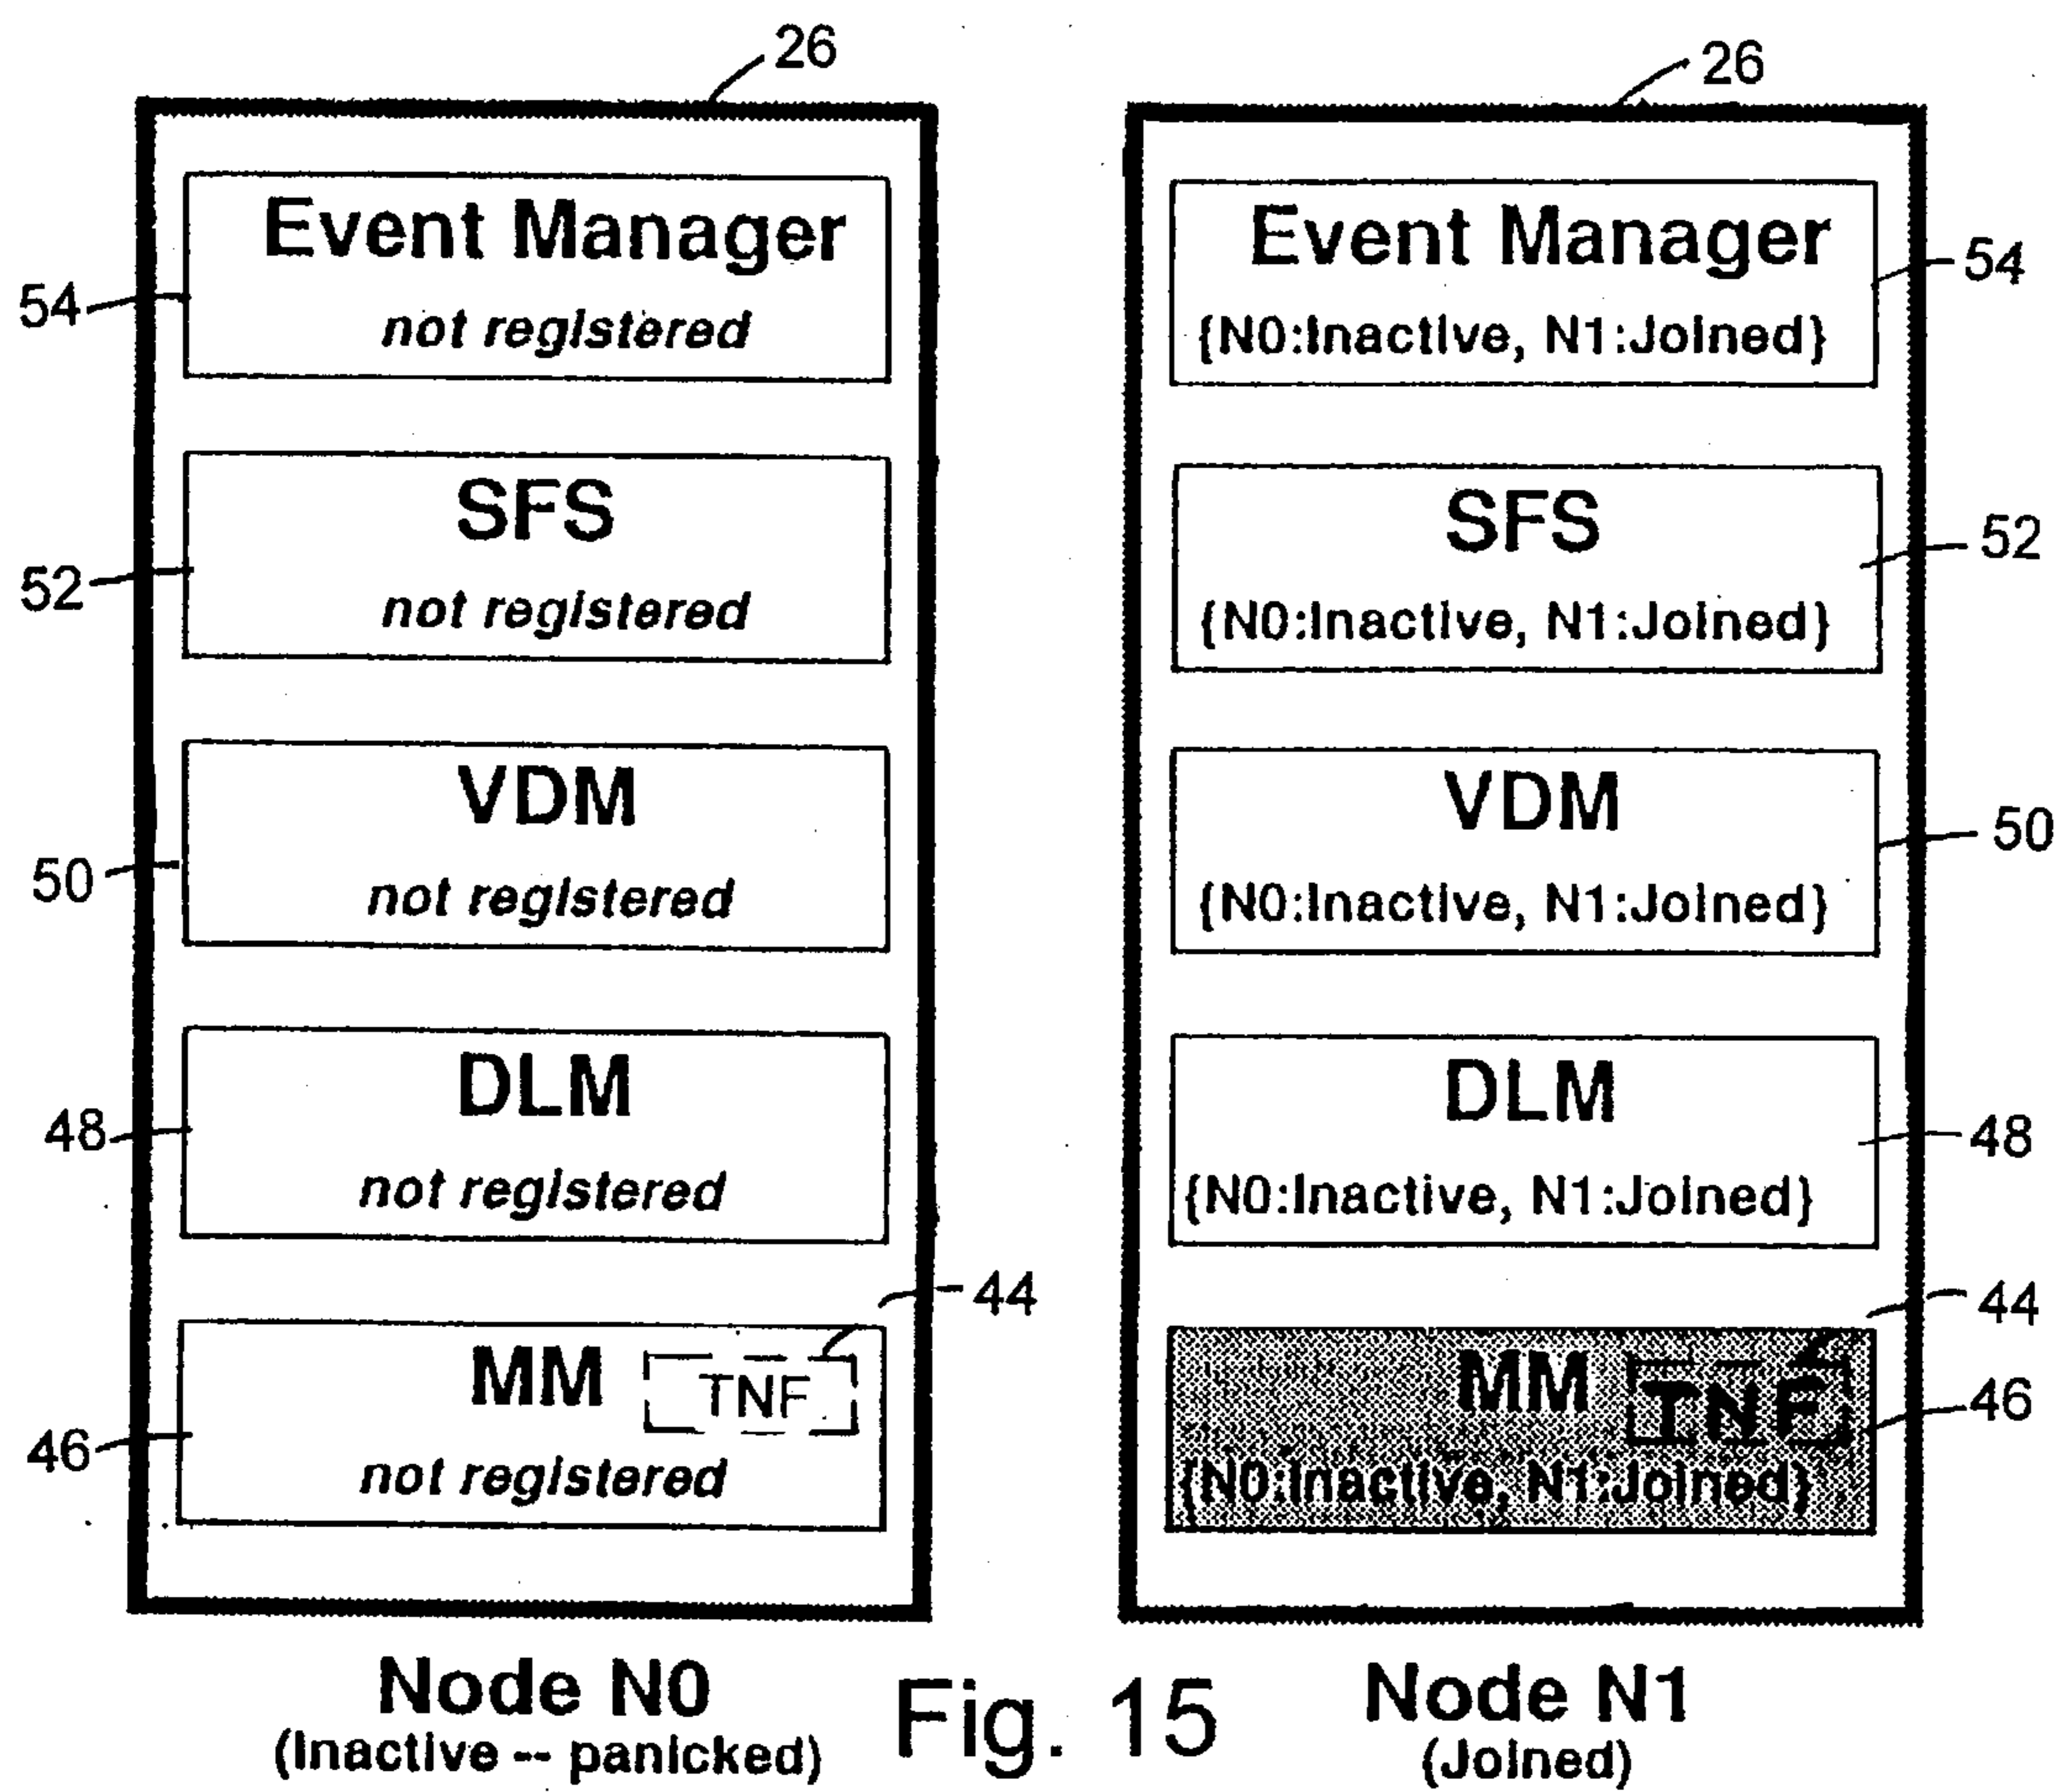 26
Event Manager
not registered
54
SFS
not registered
52
VDM
not registered
50
DLM
not registered
48
44
MM
TNF
not registered
46
Node N0
(Inactive -- panicked)
26
Event Manager
{N0:Inactive, N1:Joined}
54
SFS
{N0:Inactive, N1:Joined}
52
VDM
{N0:Inactive, N1:Joined}
50
DLM
{N0:Inactive, N1:Joined}
48
44
MM
TNF
{N0:Inactive, N1:Joined}
46
Node N1
(Joined)
Fig. 15